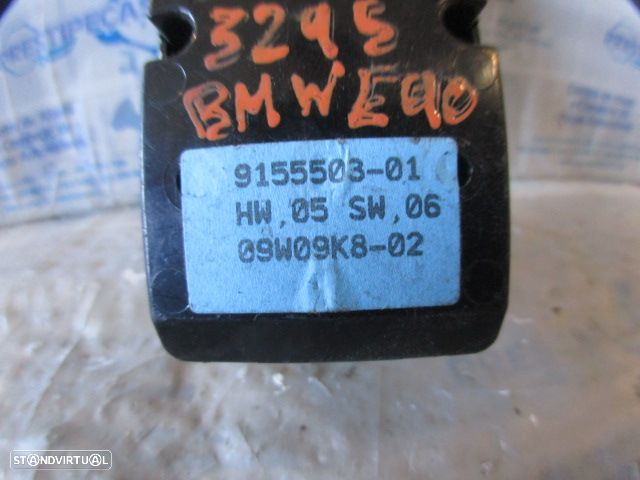 3295
BMW E90
9155503-01
HW,05 SW,06
09W09K8-02
STANDVIRTUAL